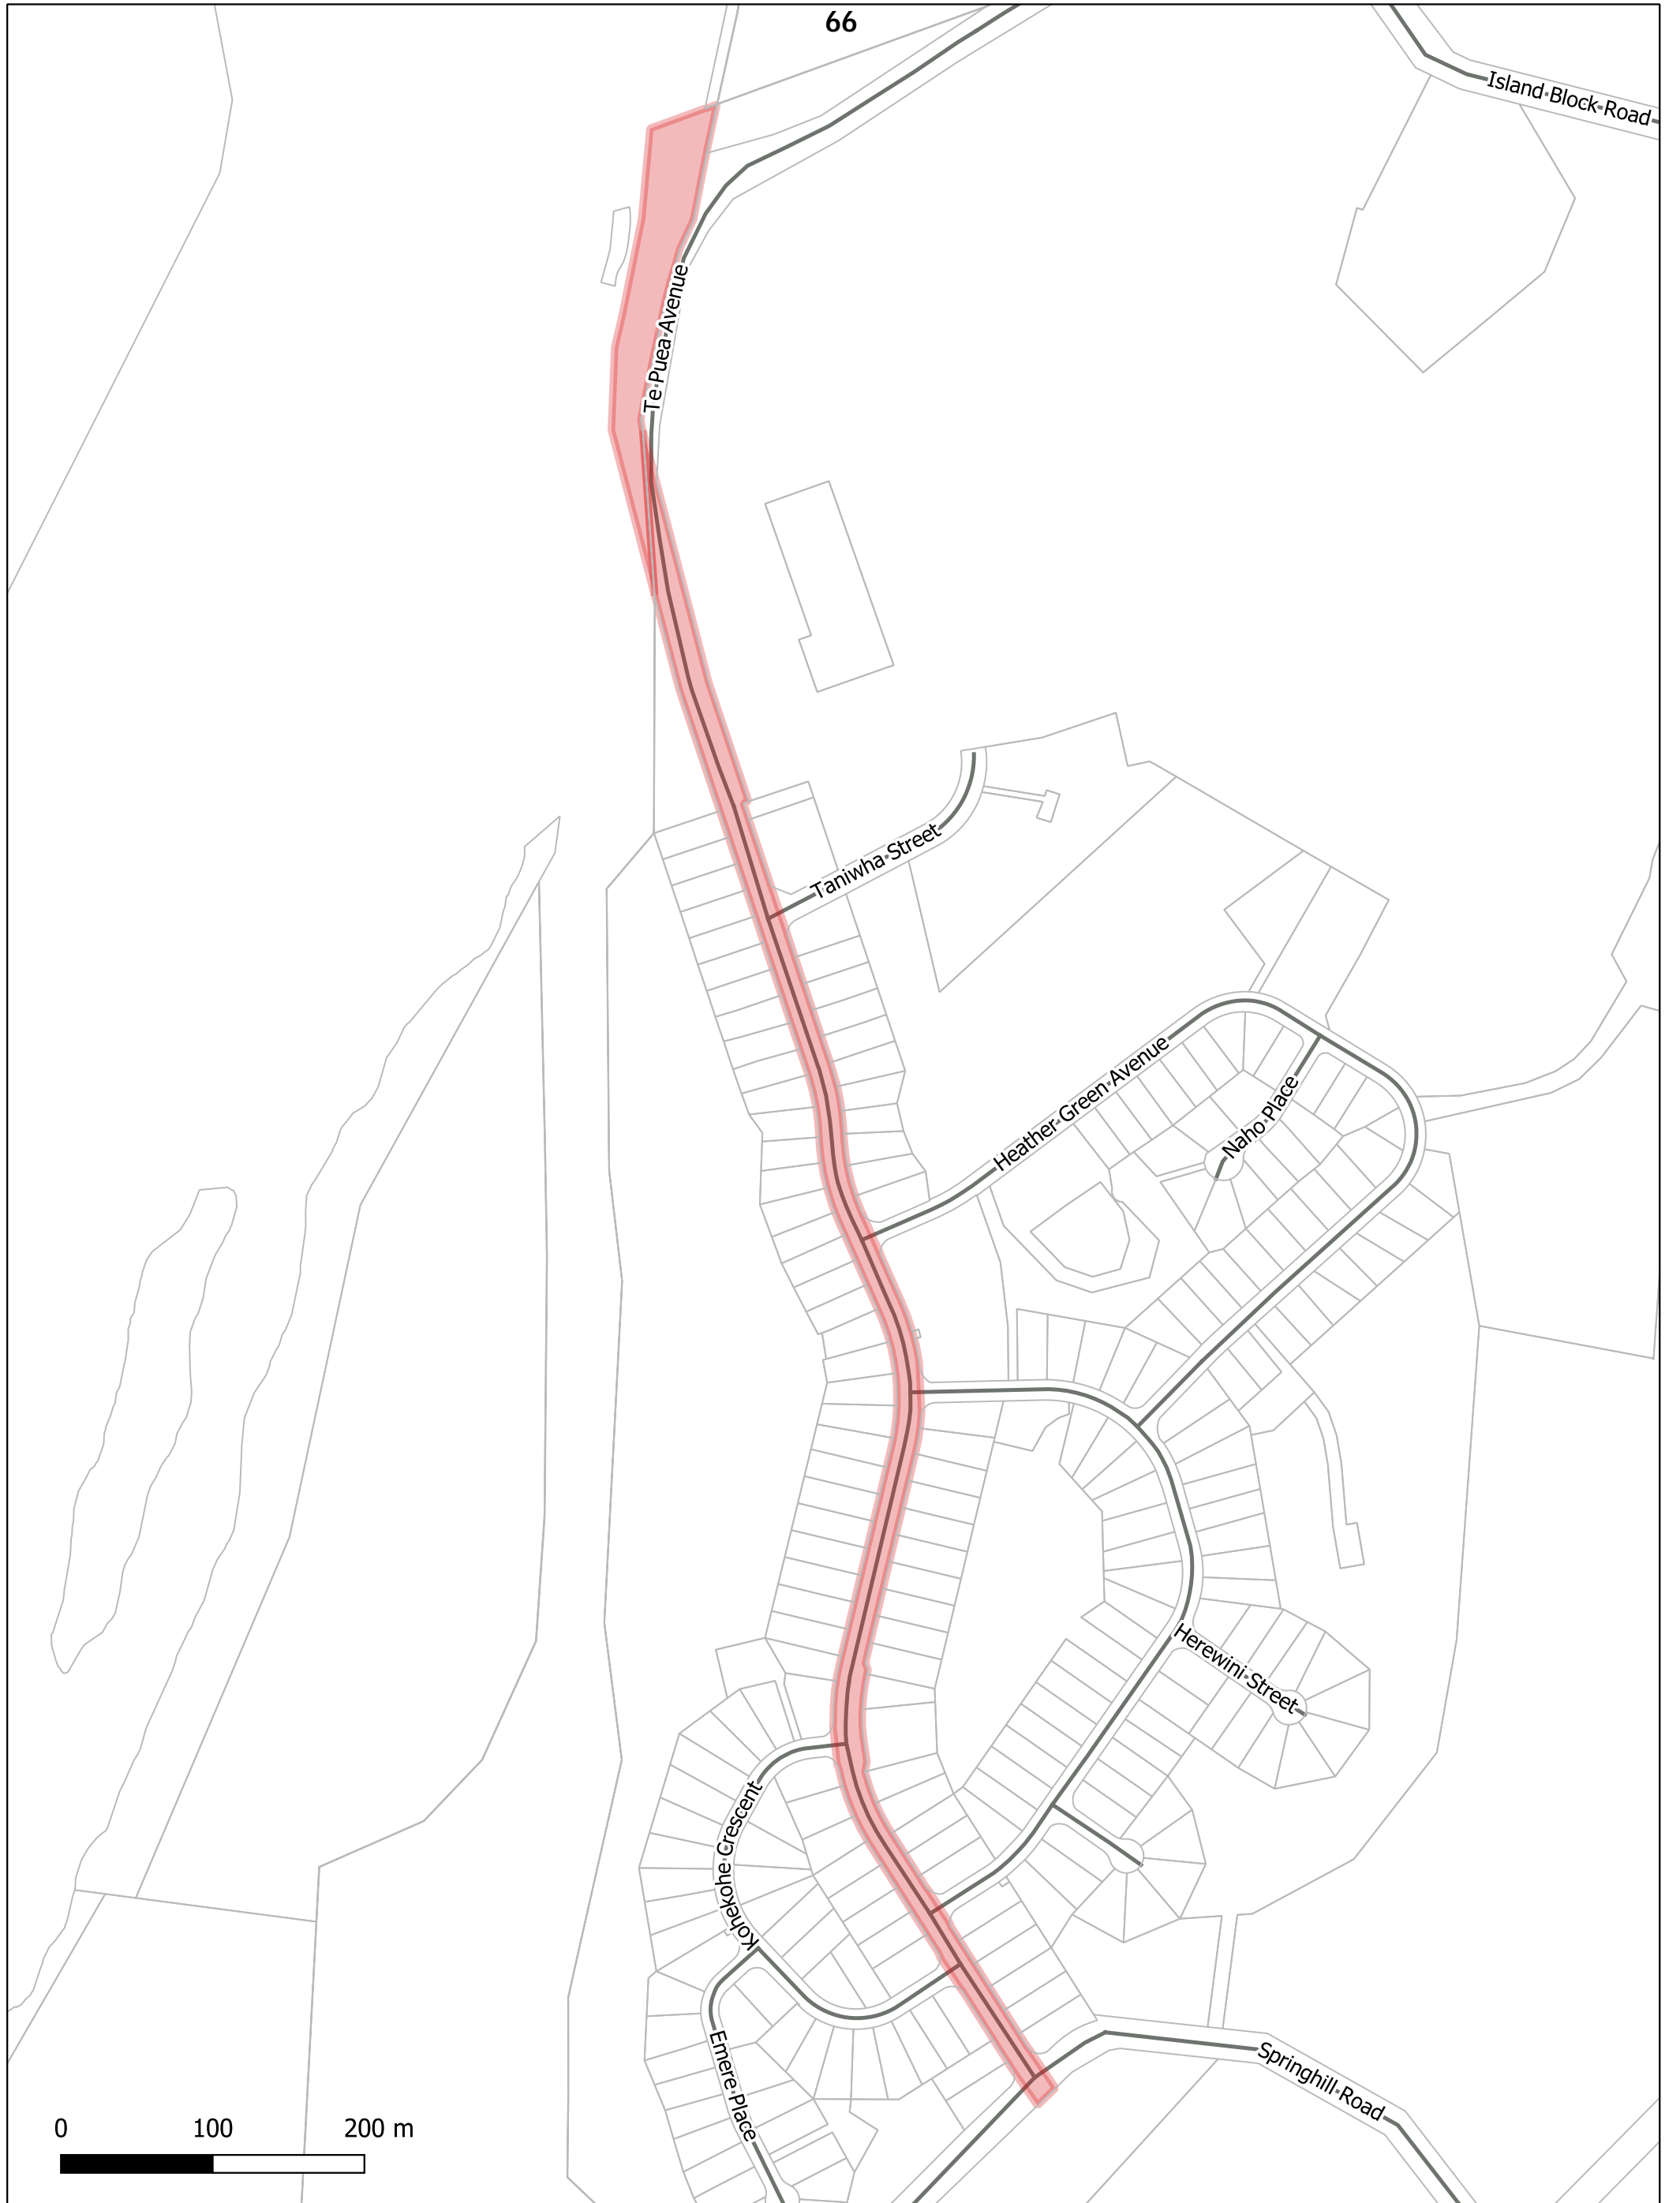 66
Island Block Road
Te Puea Avenue
Taniwha Street
Heather Green Avenue
Naho Place
Herewini Street
Kohekohe Crescent
Emere Place
Springhill Road
0 100 200 m